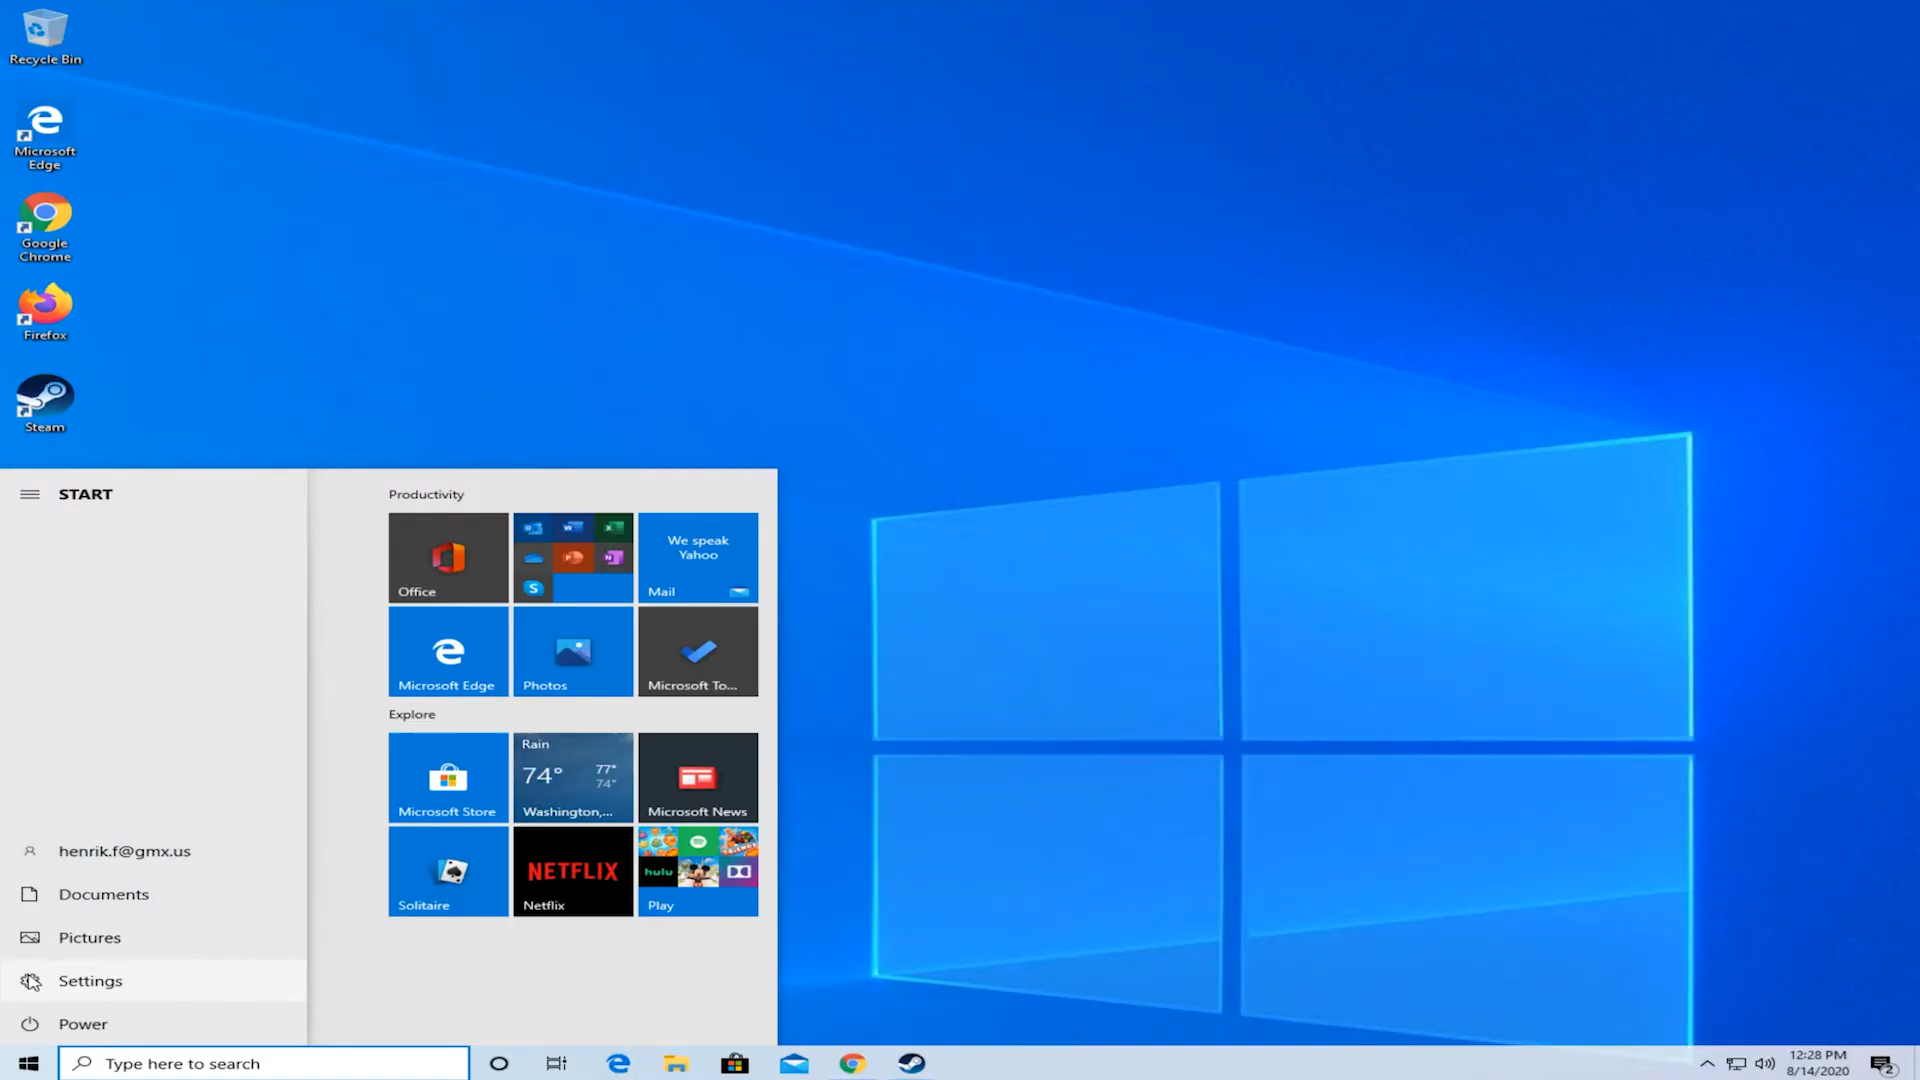 Recycle Bin
Microsoft
Edge
Google
Chrome
Firefox
Steam
START
henrik.f@gmx.us
Documents
Pictures
Settings
Power
Productivity
Office
We speak
Yahoo
Mail
Microsoft Edge
Photos
Microsoft To...
Explore
Microsoft Store
Rain
74° 77°
74°
Washington,...
Microsoft News
Solitaire
NETFLIX
Netflix
hulu
Play
Type here to search
12:28 PM
8/14/2020
2